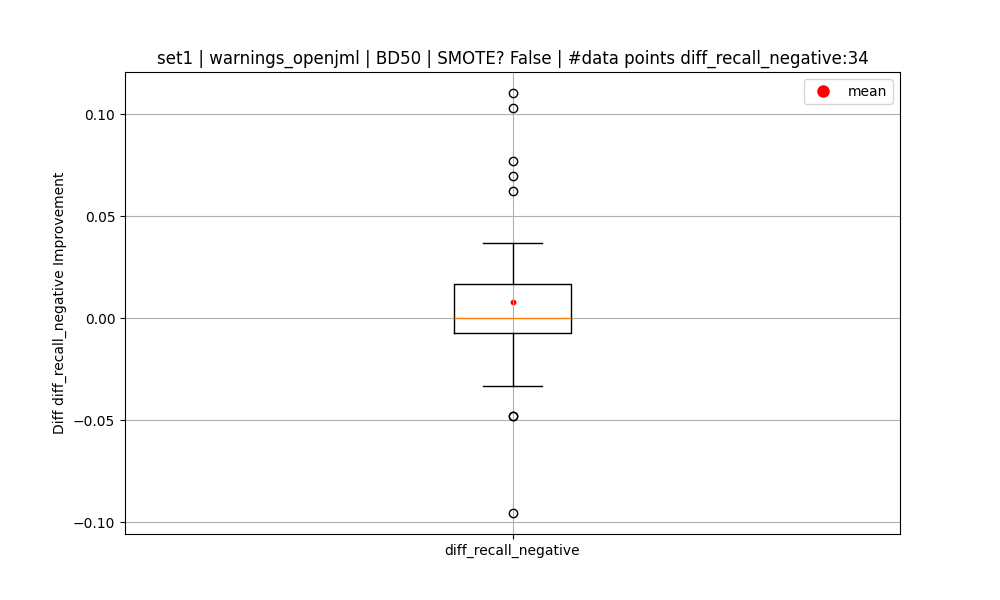 set1 | warnings_openjml | BD50 | SMOTE? False | #data points diff_recall_negative:34
mean
Diff diff_recall_negative Improvement
0.10
0.05
0.00
−0.05
−0.10
diff_recall_negative